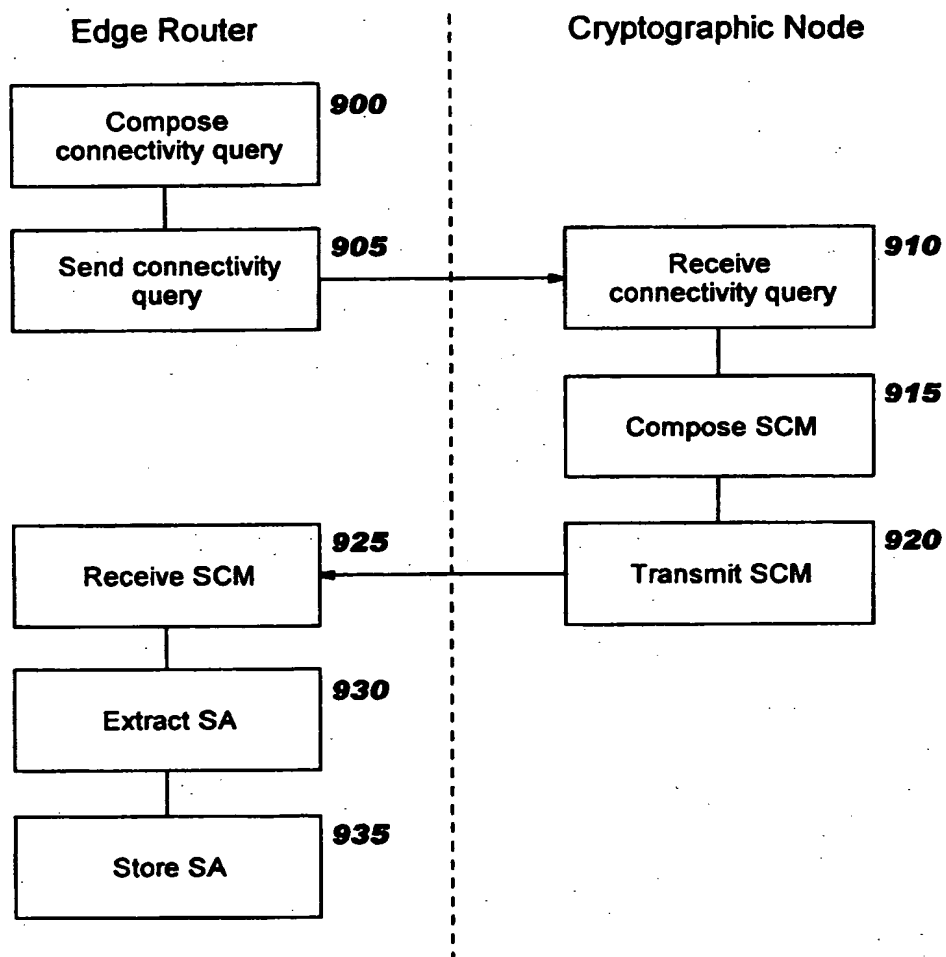 Edge Router
Cryptographic Node
900
Compose
connectivity query
905
Send connectivity
query
910
Receive
connectivity query
915
Compose SCM
920
Transmit SCM
925
Receive SCM
930
Extract SA
935
Store SA